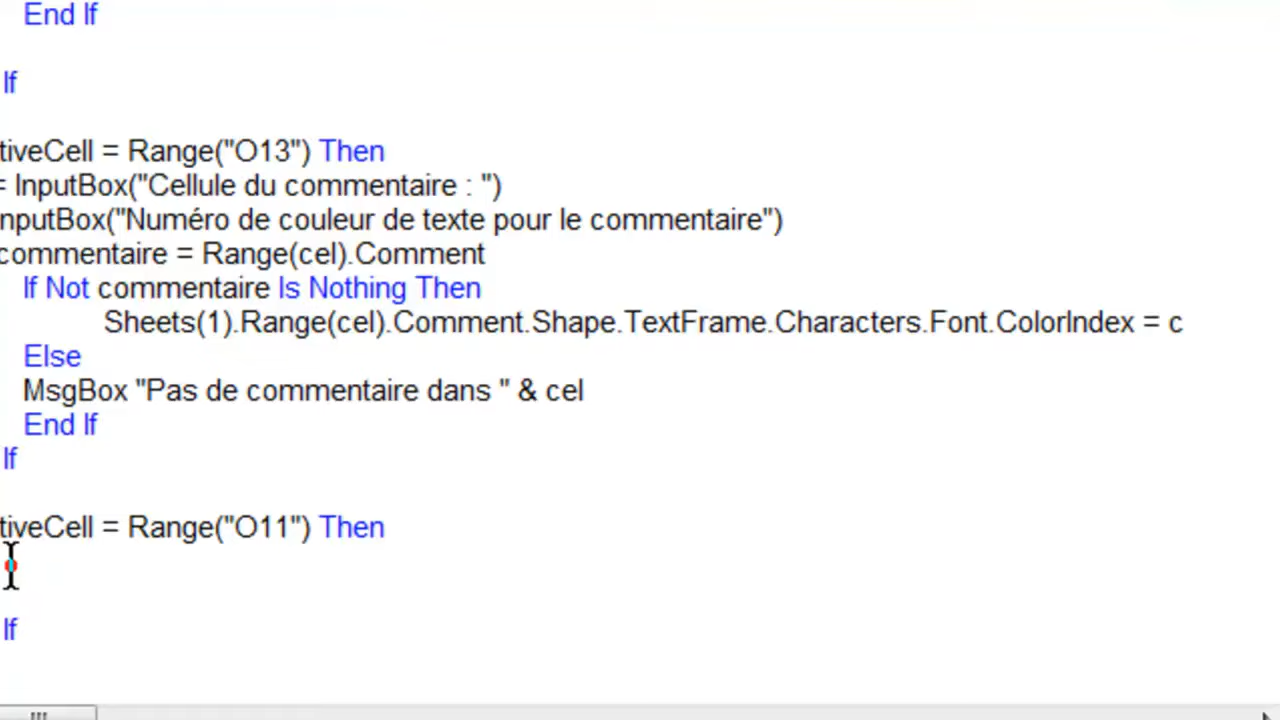 End If
If
tiveCell = Range("O13") Then
= InputBox("Cellule du commentaire : ")
nputBox("Numéro de couleur de texte pour le commentaire")
commentaire = Range(cel).Comment
If Not commentaire Is Nothing Then
Sheets(1).Range(cel).Comment.Shape.TextFrame.Characters.Font.ColorIndex = c
Else
MsgBox "Pas de commentaire dans " & cel
End If
If
tiveCell = Range("O11") Then
If